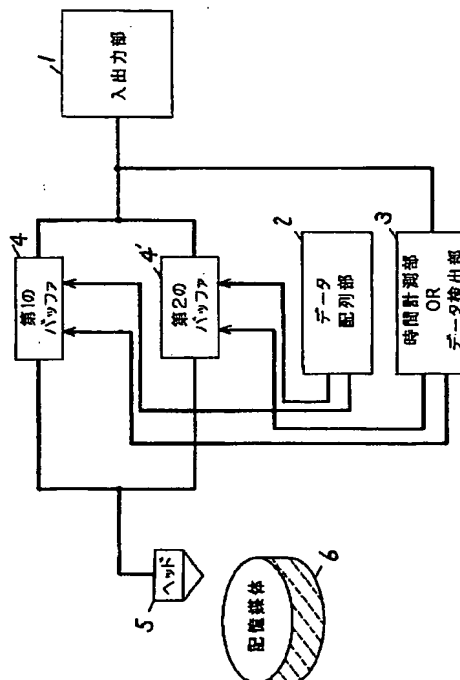 1
入出力部
4
第1の
バッファ
4'
第2の
バッファ
2
データ
配列部
3
時間計測部
OR
データ検出部
5
ヘッド
6
記憶媒体